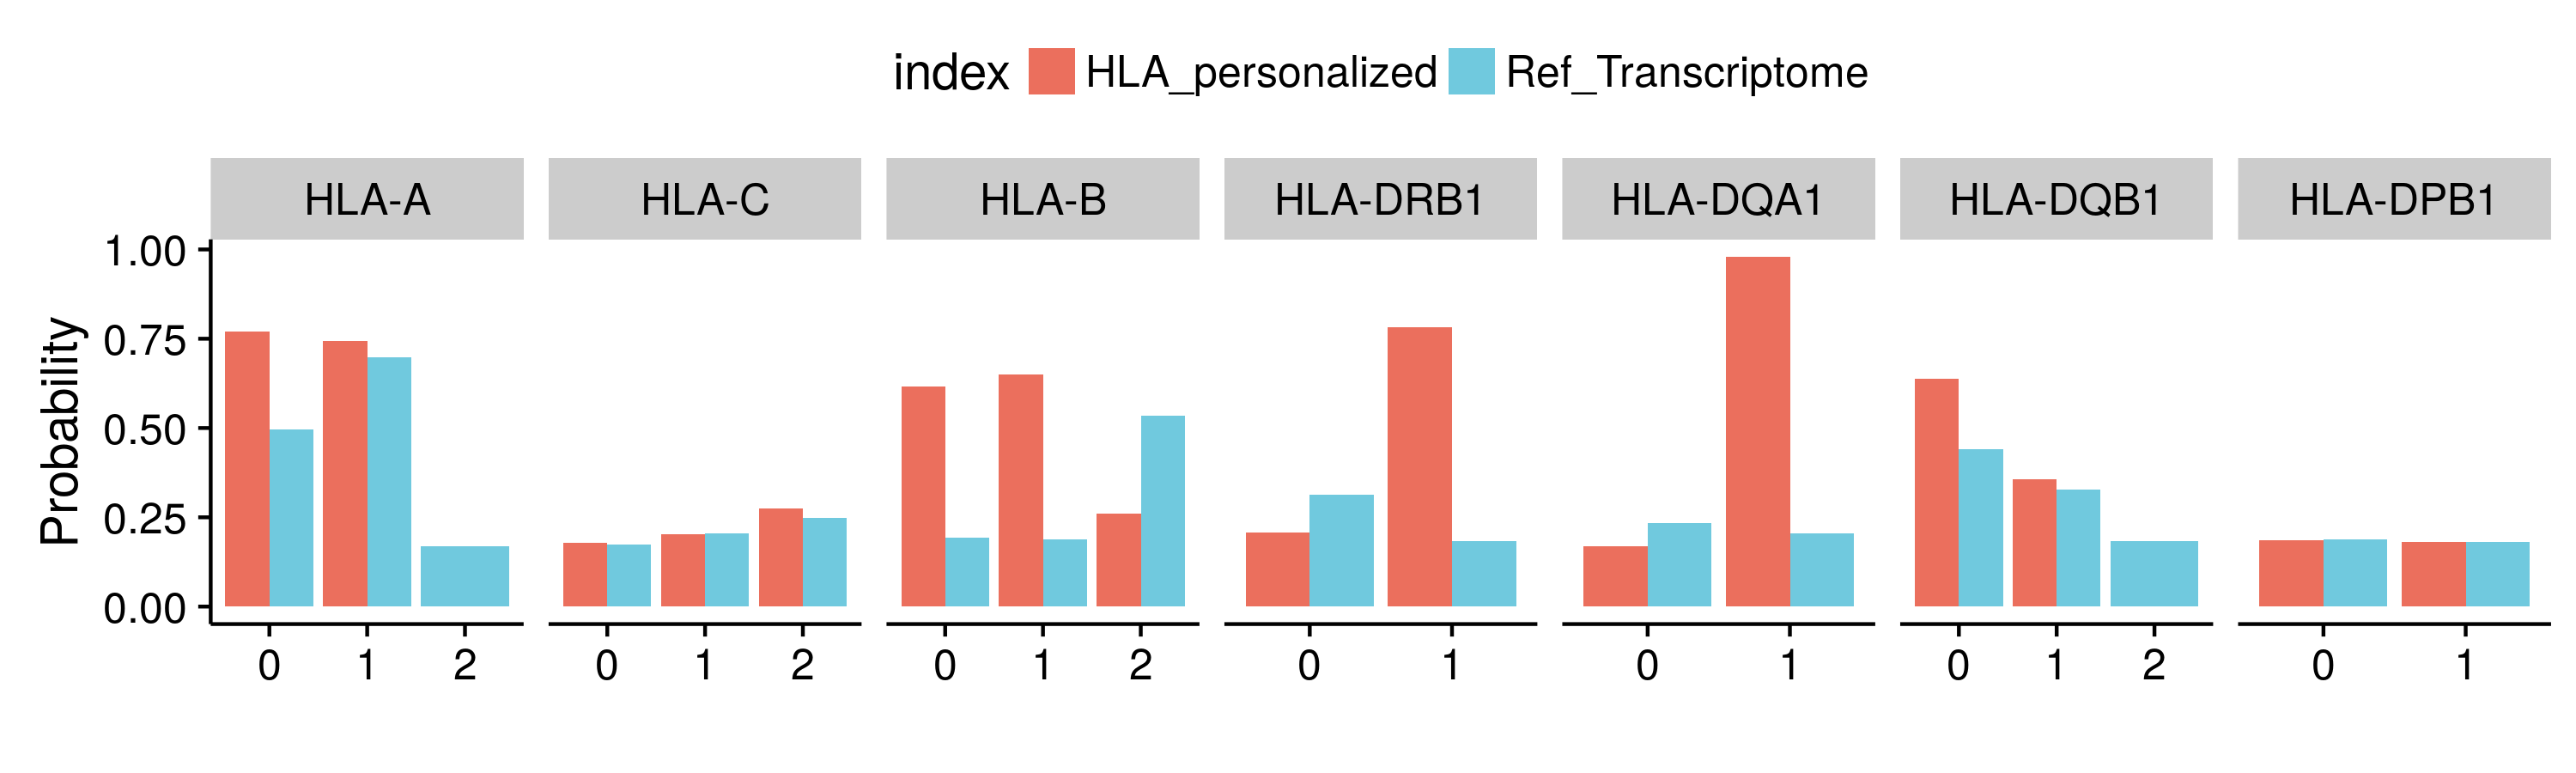 index HLA_personalized Ref_Transcriptome
HLA-A HLA-C HLA-B HLA-DRB1 HLA-DQA1 HLA-DQB1 HLA-DPB1
Probability
1.00
0.75
0.50
0.25
0.00
0 1 2 0 1 2 0 1 2 0 1 0 1 0 1 2 0 1